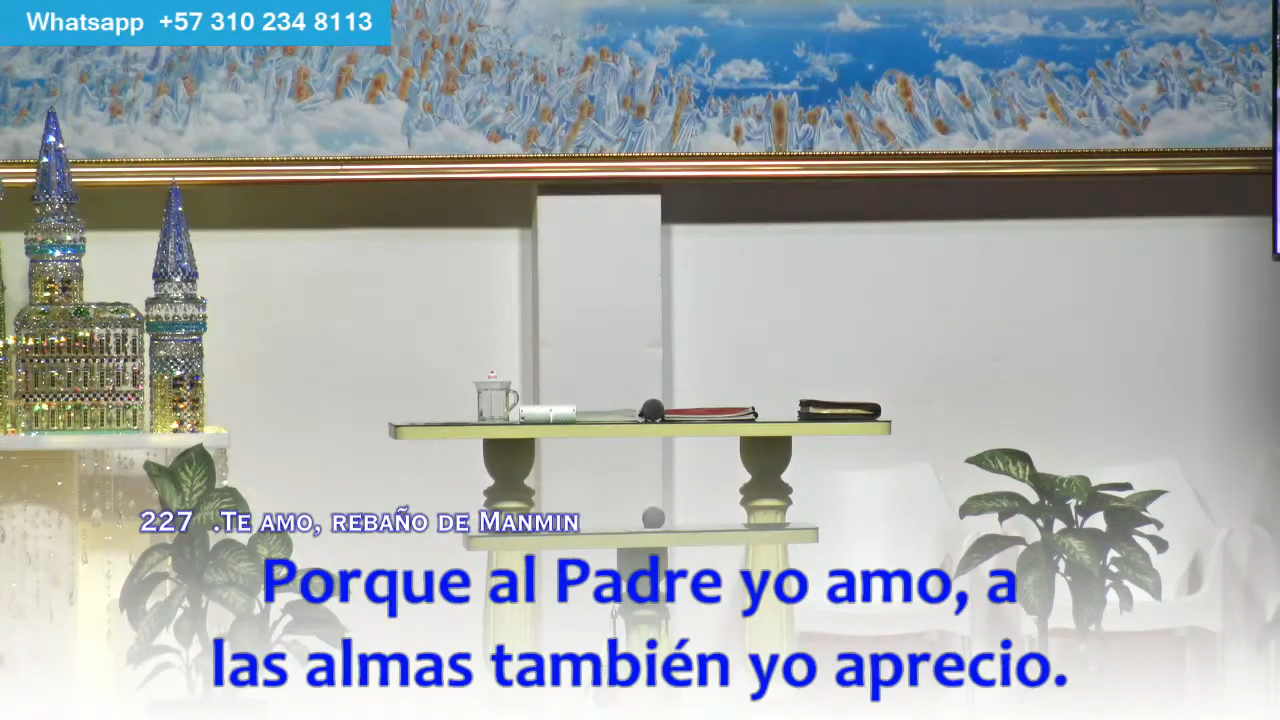 Whatsapp +57 310 234 8113
227 .Te amo, rebaño de Manmin
Porque al Padre yo amo, a
las almas también yo aprecio.